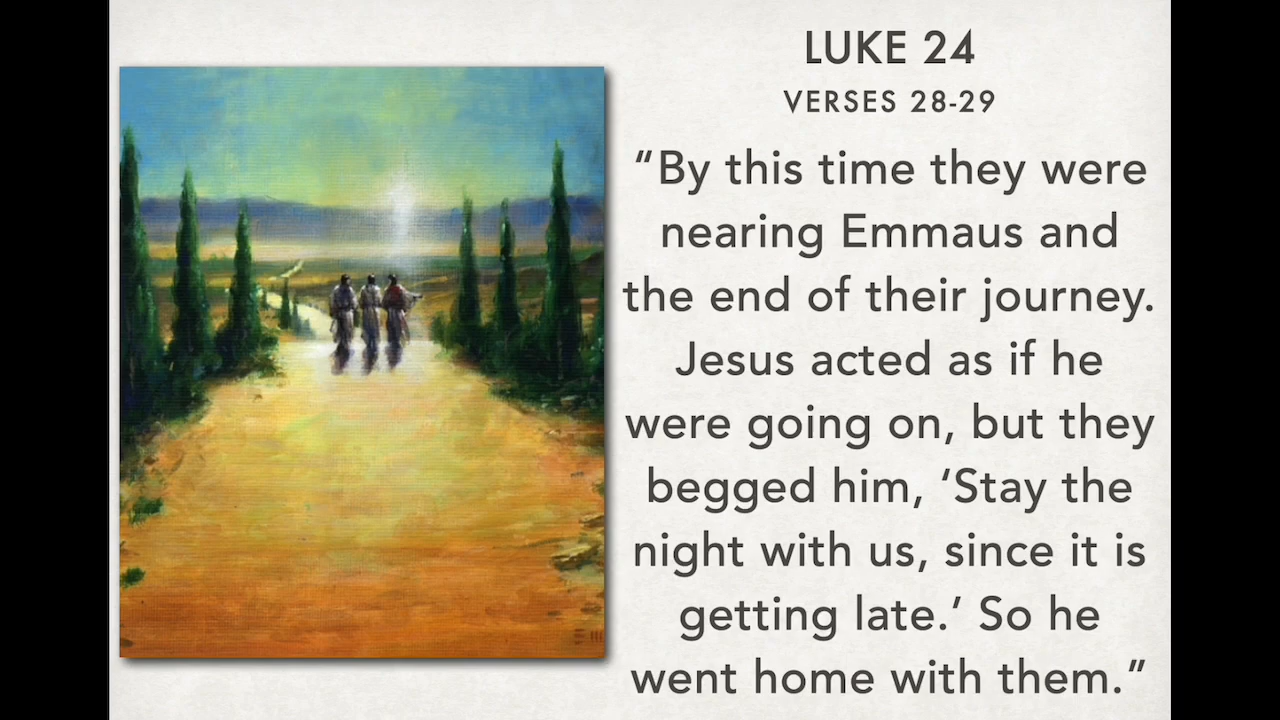 LUKE 24
VERSES 28-29
“By this time they were
nearing Emmaus and
the end of their journey.
Jesus acted as if he
were going on, but they
begged him, ‘Stay the
night with us, since it is
getting late.’ So he
went home with them.”